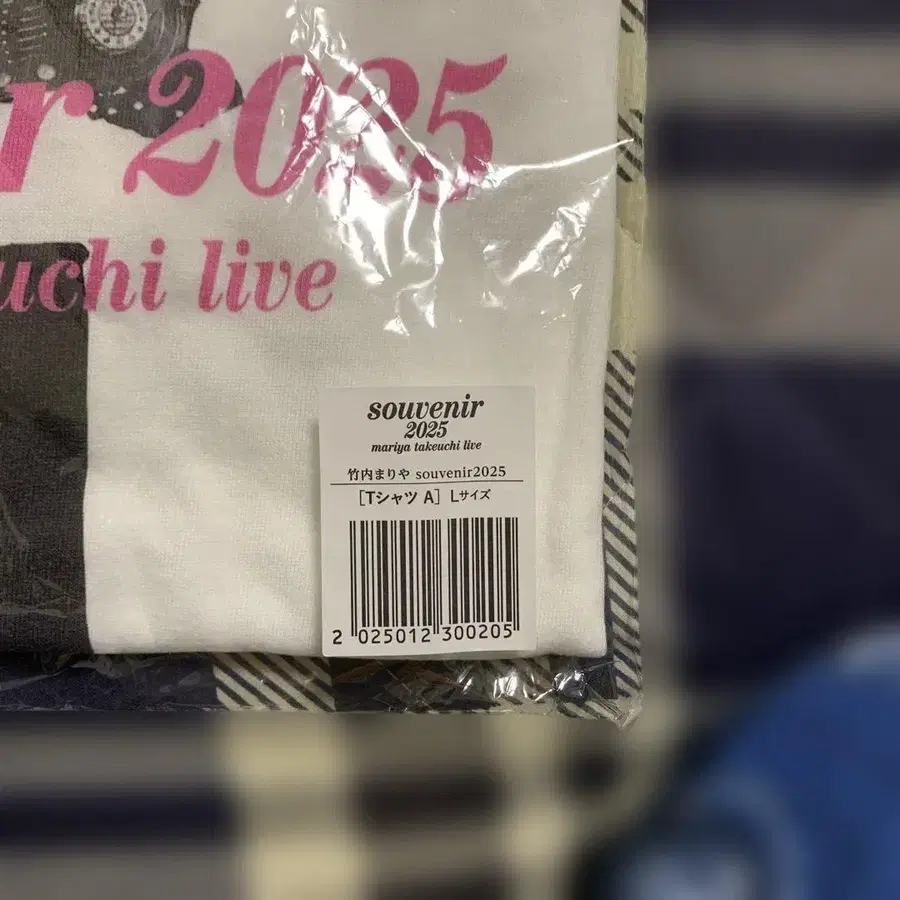 r 2025
uchi live
souvenir
2025
mariya takeuchi live
竹内まりや souvenir2025
[Tシャツ A] Lサイズ
2 025012 300205